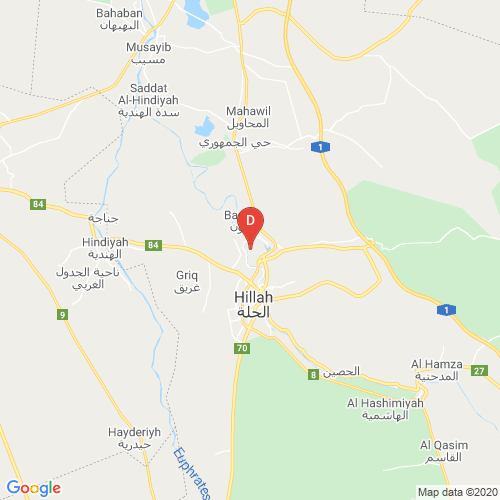 Bahaban
البهبهان
Musayib
مسيب
Saddat
Al-Hindiyah
سدة الهندية
Mahawil
المحاويل
حي الجمهوري
1
84
جناجة
D
Hindiyah
الهندية
84
ناحية الجدول
الغربي
Griq
غريق
Hillah
الحلة
9
1
70
8
الحصين
Al Hamza
المدحتية
27
Al Hashimiyah
الهاشمية
Hayderiyh
حيدرية
Al Qasim
القاسم
Euphrates
Google
Map data ©2020